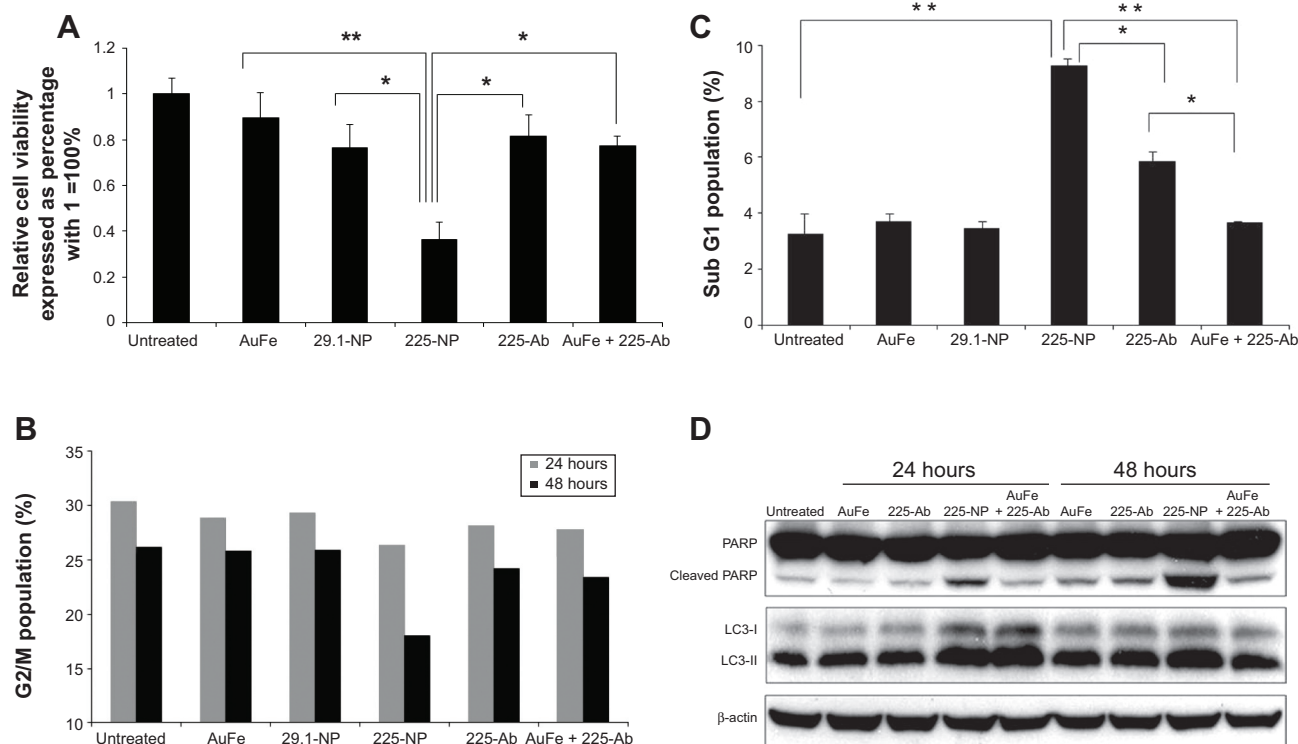 A
Relative cell viability
expressed as percentage
with 1 =100%
1.2
1
0.8
0.6
0.4
0.2
0
**
*
*
*
Untreated
AuFe
29.1-NP
225-NP
225-Ab
AuFe + 225-Ab
C
Sub G1 population (%)
10
8
6
4
2
0
**
**
*
*
Untreated
AuFe
29.1-NP
225-NP
225-Ab
AuFe + 225-Ab
B
G2/M population (%)
35
30
25
20
15
10
24 hours
48 hours
Untreated
AuFe
29.1-NP
225-NP
225-Ab
AuFe + 225-Ab
D
24 hours
48 hours
Untreated
AuFe
225-Ab
225-NP
AuFe
+ 225-Ab
AuFe
225-Ab
225-NP
AuFe
+ 225-Ab
PARP
Cleaved PARP
LC3-I
LC3-II
β-actin